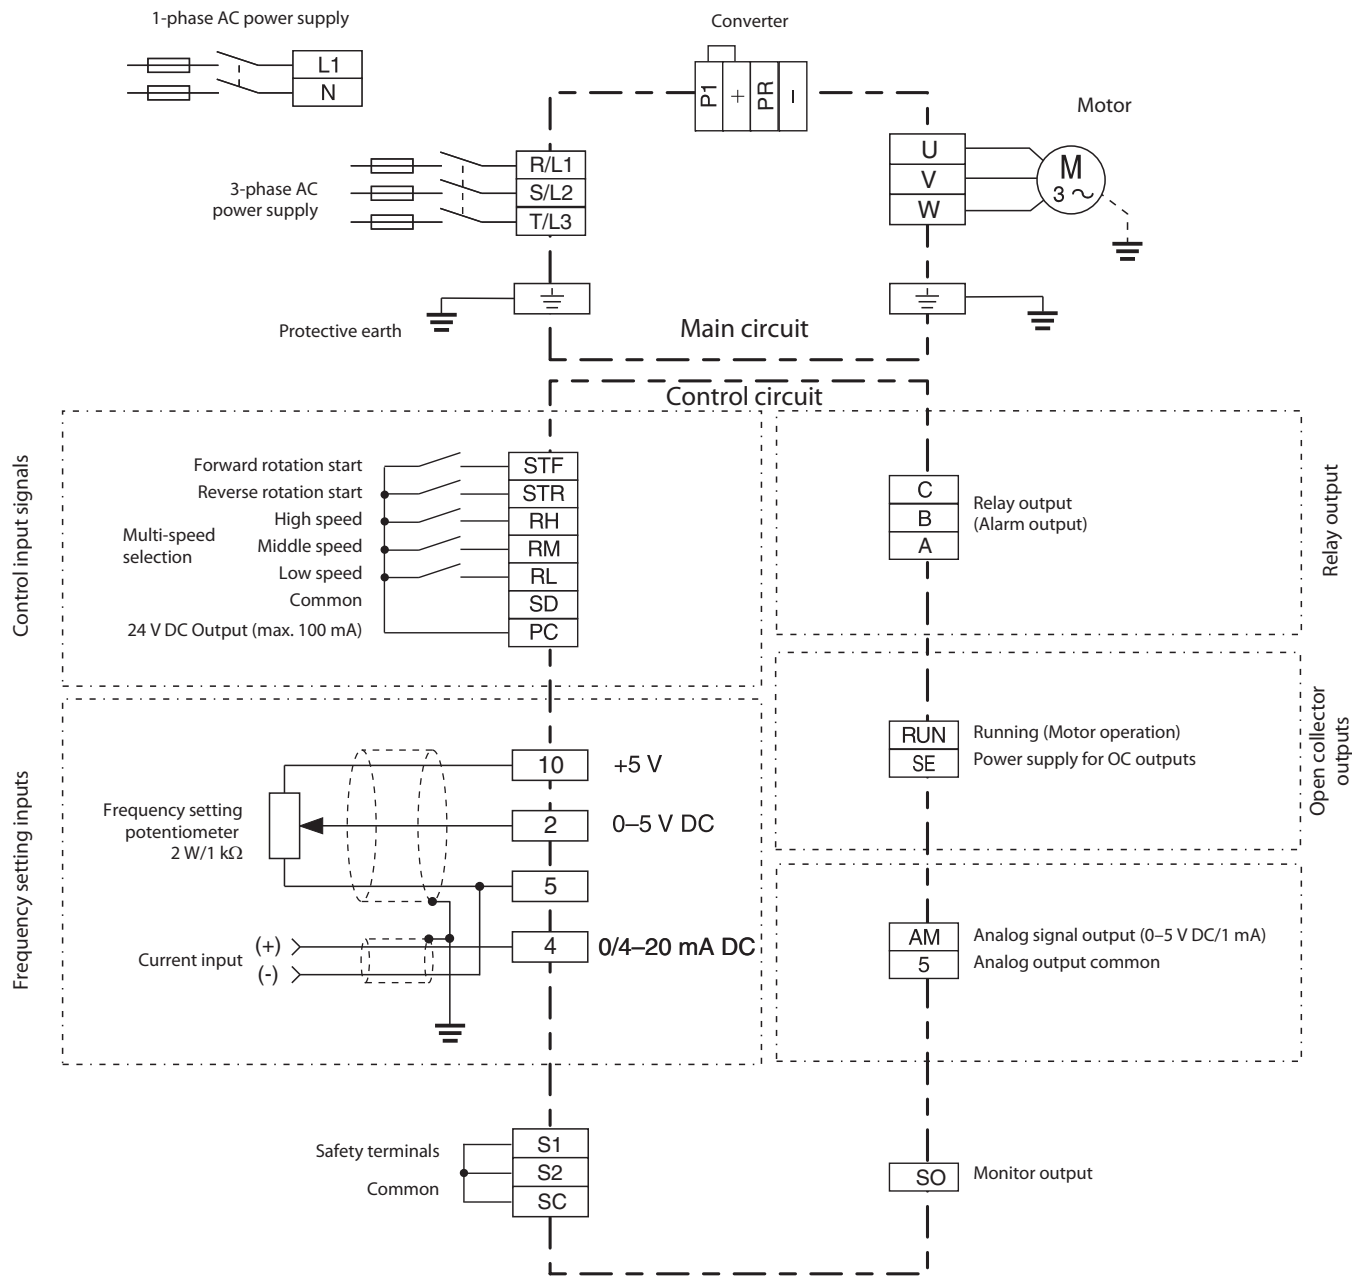 1-phase AC power supply
L1
N
Converter
P1
+
PR
–
Motor
3-phase AC
power supply
R/L1
S/L2
T/L3
U
V
W
M
3 ~
Protective earth
Main circuit
Control circuit
Control input signals
Forward rotation start
Reverse rotation start
High speed
Multi-speed
selection
Middle speed
Low speed
Common
24 V DC Output (max. 100 mA)
STF
STR
RH
RM
RL
SD
PC
C
B
A
Relay output
(Alarm output)
Relay output
RUN
SE
Running (Motor operation)
Power supply for OC outputs
Open collector
outputs
Frequency setting inputs
Frequency setting
potentiometer
2 W/1 kΩ
10
+5 V
2
0–5 V DC
5
4
0/4–20 mA DC
Current input
(+)
(-)
AM
5
Analog signal output (0–5 V DC/1 mA)
Analog output common
Safety terminals
Common
S1
S2
SC
SO
Monitor output